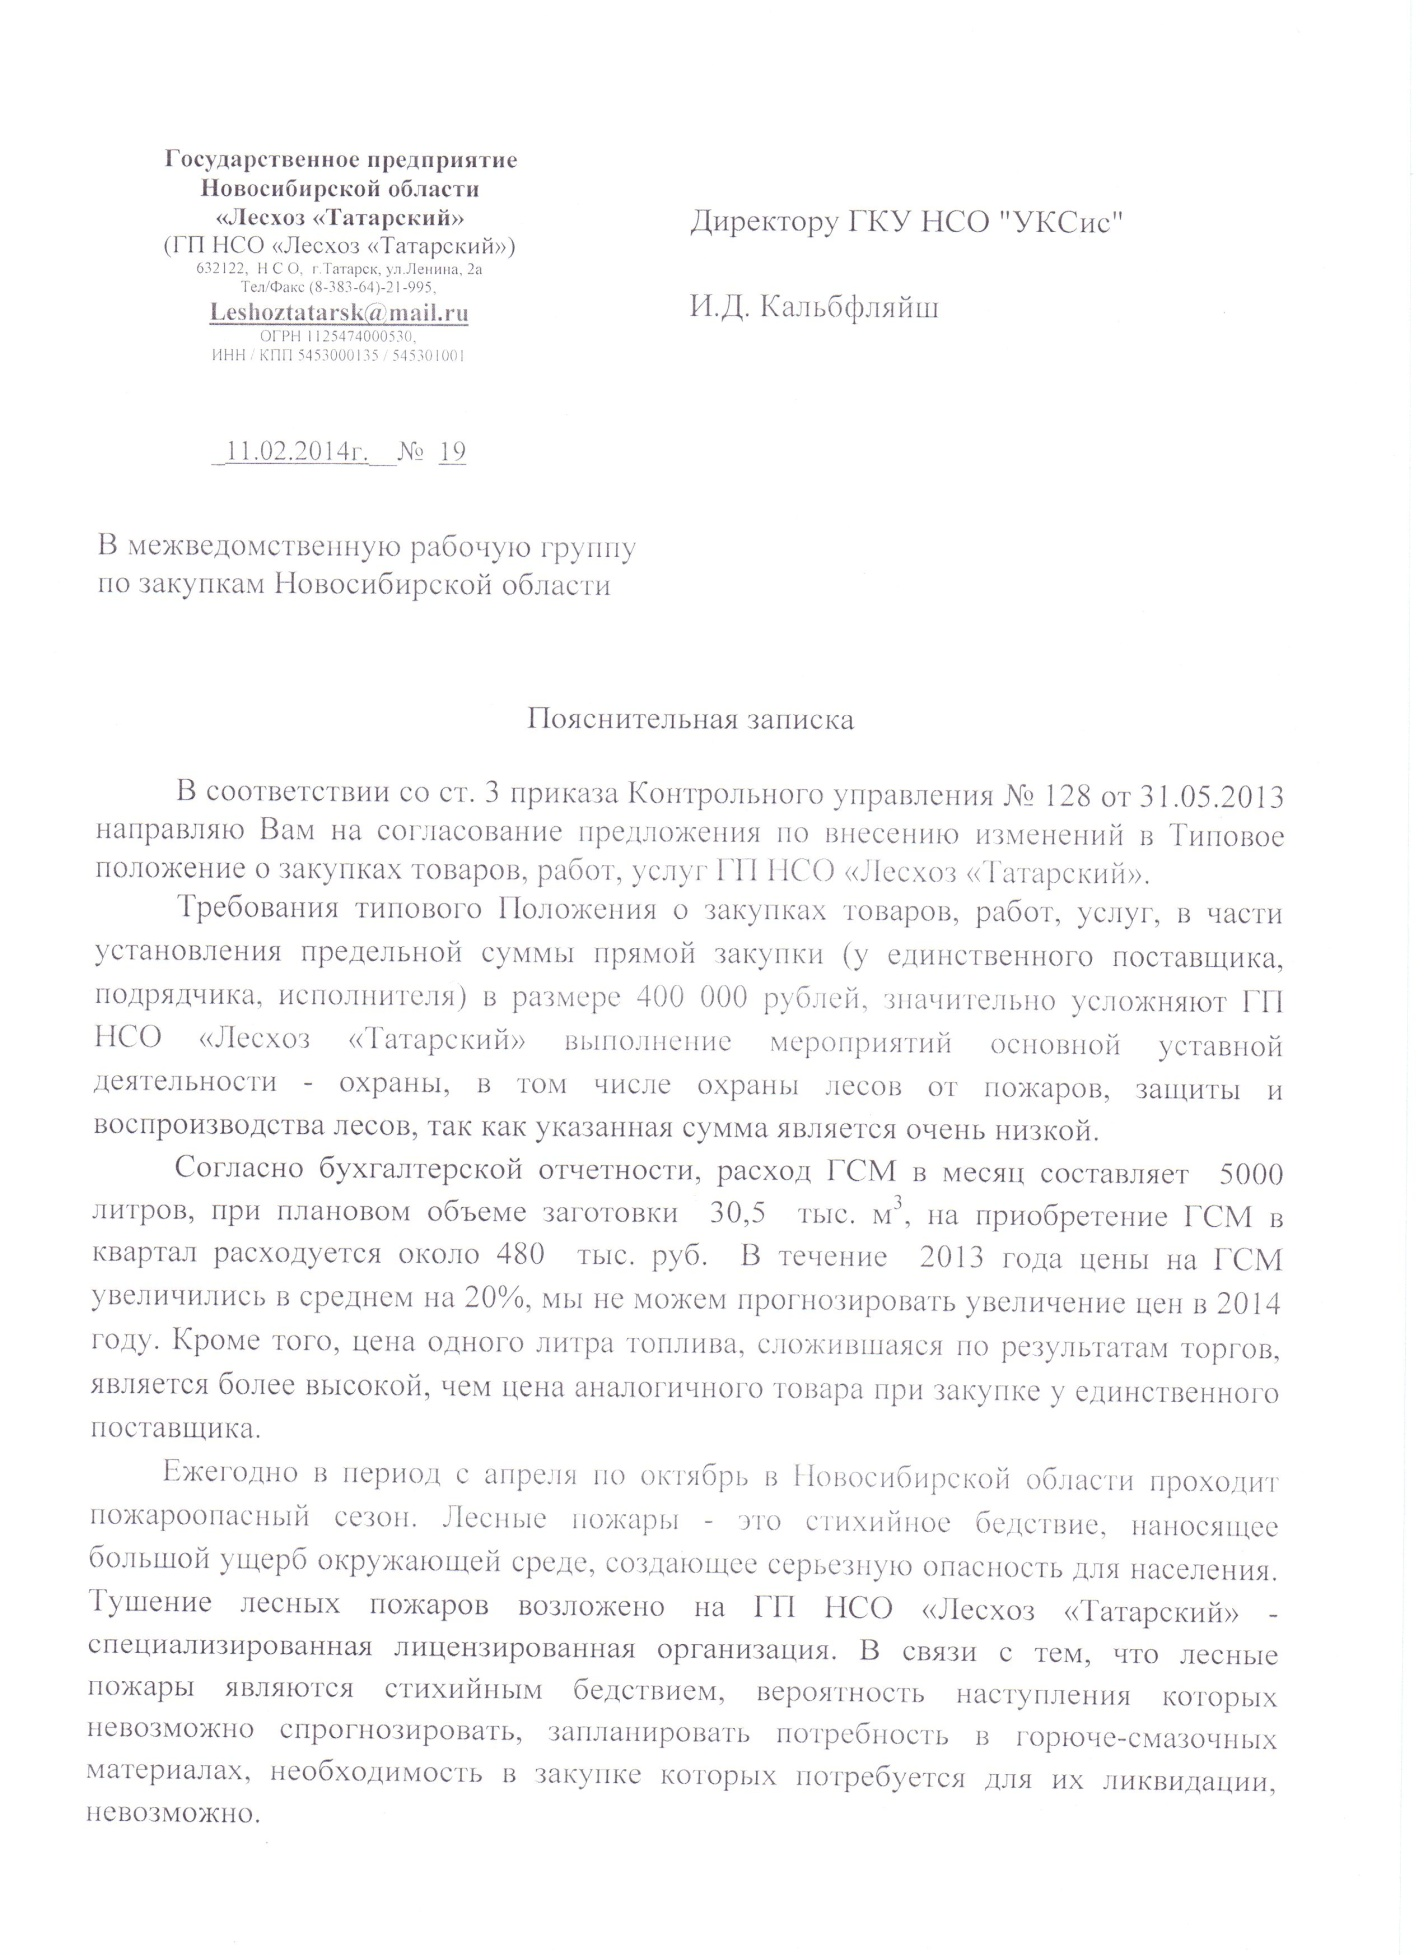 Государственное предприятие
Новосибирской области
«Лесхоз «Татарский»
(ГП НСО «Лесхоз «Татарский»)
632122, Н С О, г.Татарск, ул.Ленина, 2а
Тел/Факс (8-383-64)-21-995,
Leshoztatarsk@mail.ru
ОГРН 1125474000530,
ИНН / КПП 5453000135 / 545301001
11.02.2014г. № 19
Директору ГКУ НСО "УКСис"
И.Д. Кальбфляйш
В межведомственную рабочую группу
по закупкам Новосибирской области
Пояснительная записка
В соответствии со ст. 3 приказа Контрольного управления № 128 от 31.05.2013
направляю Вам на согласование предложения по внесению изменений в Типовое
положение о закупках товаров, работ, услуг ГП НСО «Лесхоз «Татарский».
Требования типового Положения о закупках товаров, работ, услуг, в части
установления предельной суммы прямой закупки (у единственного поставщика,
подрядчика, исполнителя) в размере 400 000 рублей, значительно усложняют ГП
НСО «Лесхоз «Татарский» выполнение мероприятий основной уставной
деятельности - охраны, в том числе охраны лесов от пожаров, защиты и
воспроизводства лесов, так как указанная сумма является очень низкой.
Согласно бухгалтерской отчетности, расход ГСМ в месяц составляет 5000
литров, при плановом объеме заготовки 30,5 тыс. м³, на приобретение ГСМ в
квартал расходуется около 480 тыс. руб. В течение 2013 года цены на ГСМ
увеличились в среднем на 20%, мы не можем прогнозировать увеличение цен в 2014
году. Кроме того, цена одного литра топлива, сложившаяся по результатам торгов,
является более высокой, чем цена аналогичного товара при закупке у единственного
поставщика.
Ежегодно в период с апреля по октябрь в Новосибирской области проходит
пожароопасный сезон. Лесные пожары - это стихийное бедствие, наносящее
большой ущерб окружающей среде, создающее серьезную опасность для населения.
Тушение лесных пожаров возложено на ГП НСО «Лесхоз «Татарский» -
специализированная лицензированная организация. В связи с тем, что лесные
пожары являются стихийным бедствием, вероятность наступления которых
невозможно спрогнозировать, запланировать потребность в горюче-смазочных
материалах, необходимость в закупке которых потребуется для их ликвидации,
невозможно.